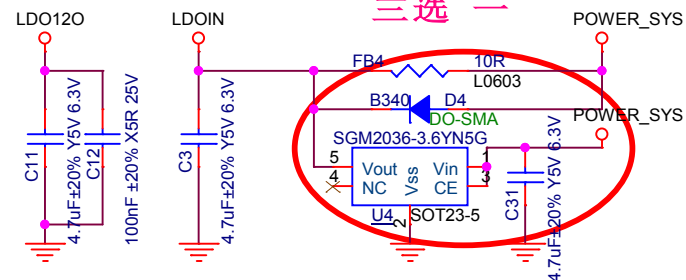 三选 一
LDO12O
LDOIN
POWER_SYS
FB4
10R
L0603
B340
D4
DO-SMA
POWER_SYS
SGM2036-3.6YN5G
5
Vout
Vin
1
4
NC
Vss
CE
3
U4
2
SOT23-5
C11
4.7uF±20% Y5V 6.3V
C12
100nF ±20% X5R 25V
C3
4.7uF±20% Y5V 6.3V
C31
4.7uF±20% Y5V 6.3V